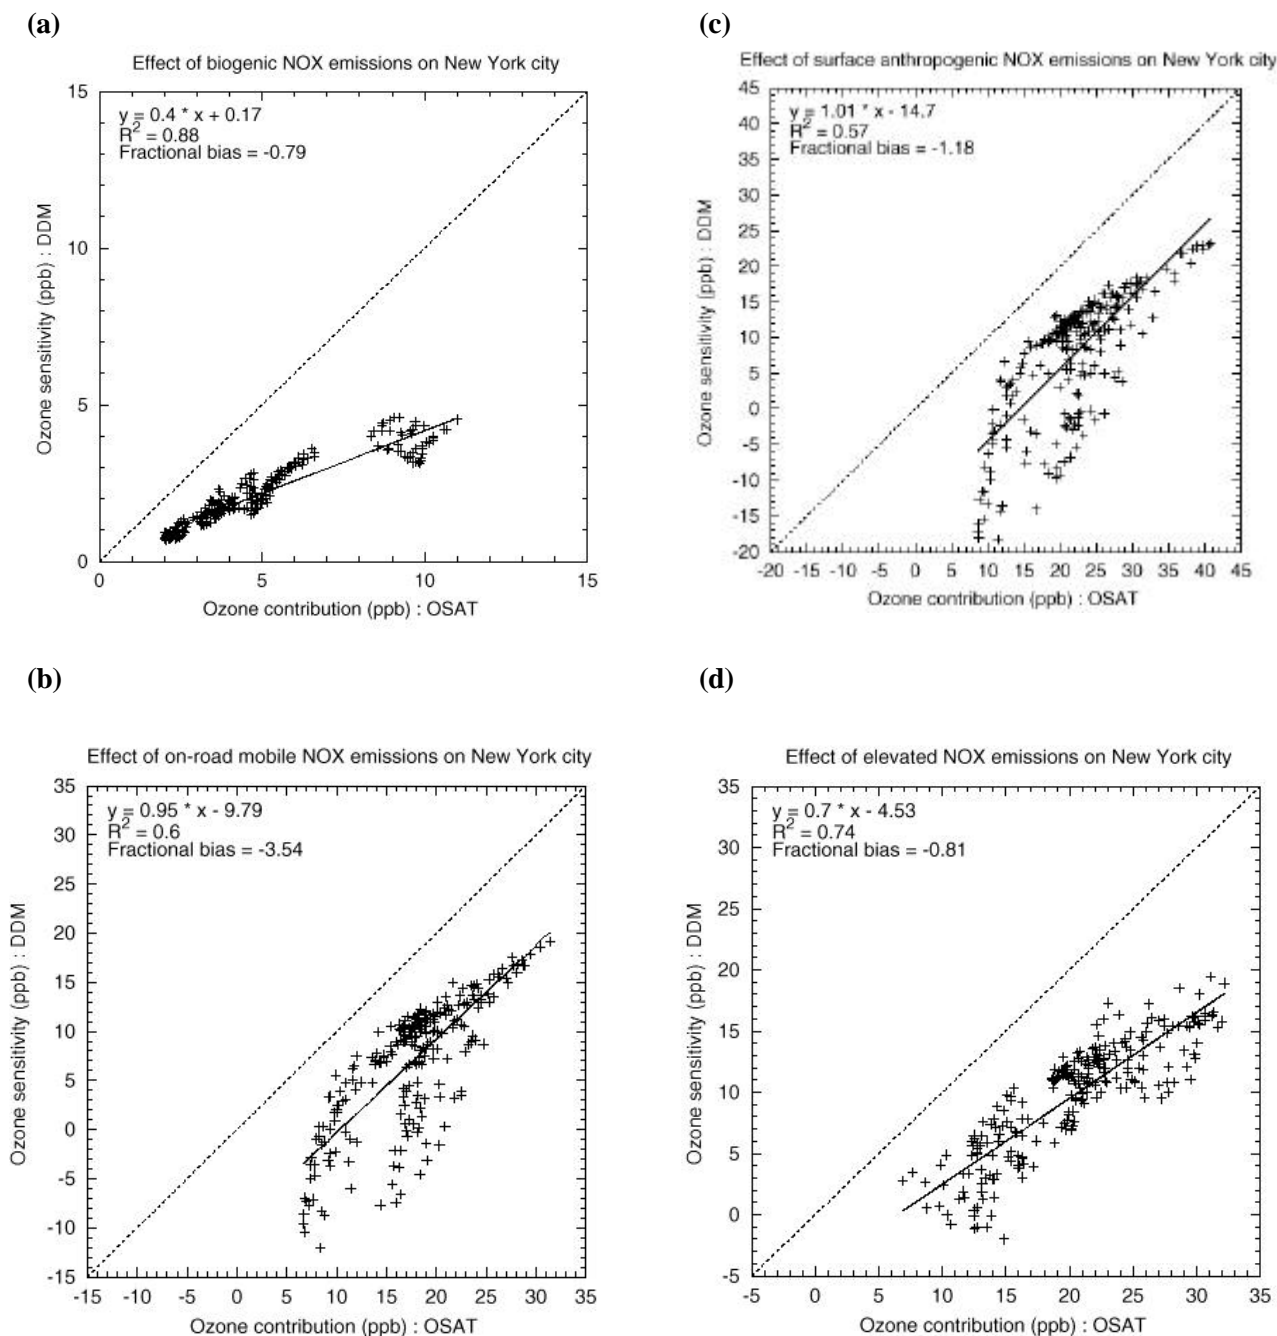 (a)
Effect of biogenic NOX emissions on New York city
y = 0.4 * x + 0.17
R² = 0.88
Fractional bias = -0.79
15
10
5
0
Ozone sensitivity (ppb) : DDM
0 5 10 15
Ozone contribution (ppb) : OSAT
(c)
Effect of surface anthropogenic NOX emissions on New York city
y = 1.01 * x - 14.7
R² = 0.57
Fractional bias = -1.18
45
40
35
30
25
20
15
10
5
0
-5
-10
-15
-20
Ozone sensitivity (ppb) : DDM
-20 -15 -10 -5 0 5 10 15 20 25 30 35 40 45
Ozone contribution (ppb) : OSAT
(b)
Effect of on-road mobile NOX emissions on New York city
y = 0.95 * x - 9.79
R² = 0.6
Fractional bias = -3.54
35
30
25
20
15
10
5
0
-5
-10
-15
Ozone sensitivity (ppb) : DDM
-15 -10 -5 0 5 10 15 20 25 30 35
Ozone contribution (ppb) : OSAT
(d)
Effect of elevated NOX emissions on New York city
y = 0.7 * x - 4.53
R² = 0.74
Fractional bias = -0.81
35
30
25
20
15
10
5
0
-5
Ozone sensitivity (ppb) : DDM
-5 0 5 10 15 20 25 30 35
Ozone contribution (ppb) : OSAT